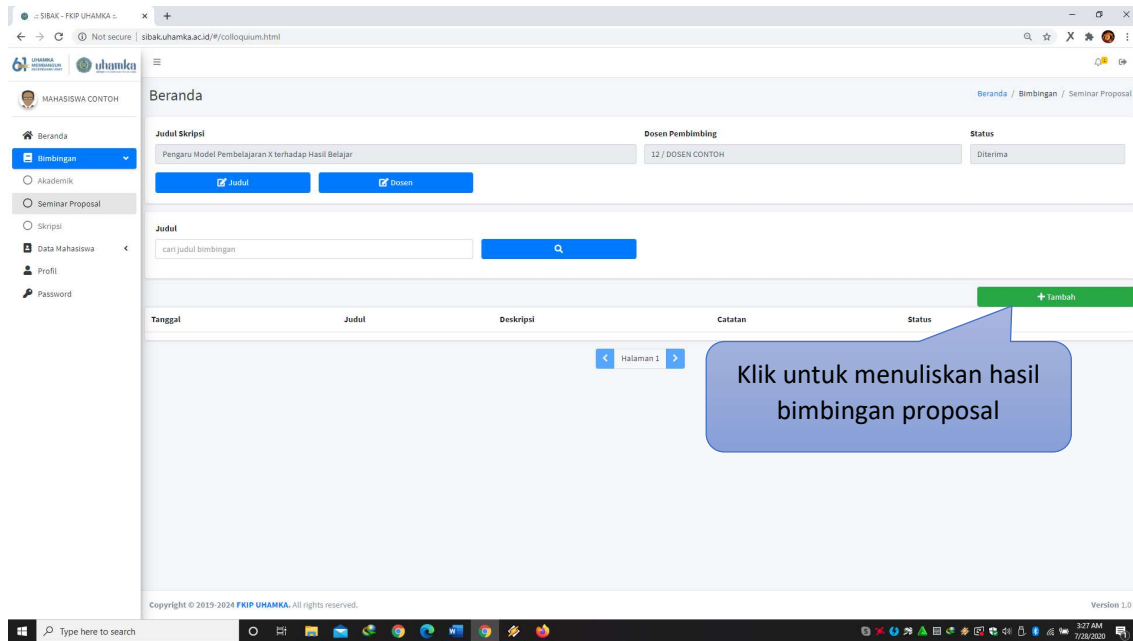 .:: SIBAK - FKIP UHAMKA ::.
Not secure | sibak.uhamka.ac.id/#/colloquium.html
61 UHAMKA MEMBANGUN
uhamka
MAHASISWA CONTOH
Beranda
Beranda / Bimbingan / Seminar Proposal
Beranda
Bimbingan
Akademik
Seminar Proposal
Skripsi
Data Mahasiswa
Profil
Password
Judul Skripsi
Dosen Pembimbing
Status
Pengaru Model Pembelajaran X terhadap Hasil Belajar
12 / DOSEN CONTOH
Diterima
Judul
Dosen
Judul
cari judul bimbingan
+ Tambah
Tanggal
Judul
Deskripsi
Catatan
Status
Halaman 1
Klik untuk menuliskan hasil
bimbingan proposal
Copyright © 2019-2024 FKIP UHAMKA. All rights reserved.
Version 1.0
Type here to search
3:27 AM
7/28/2020